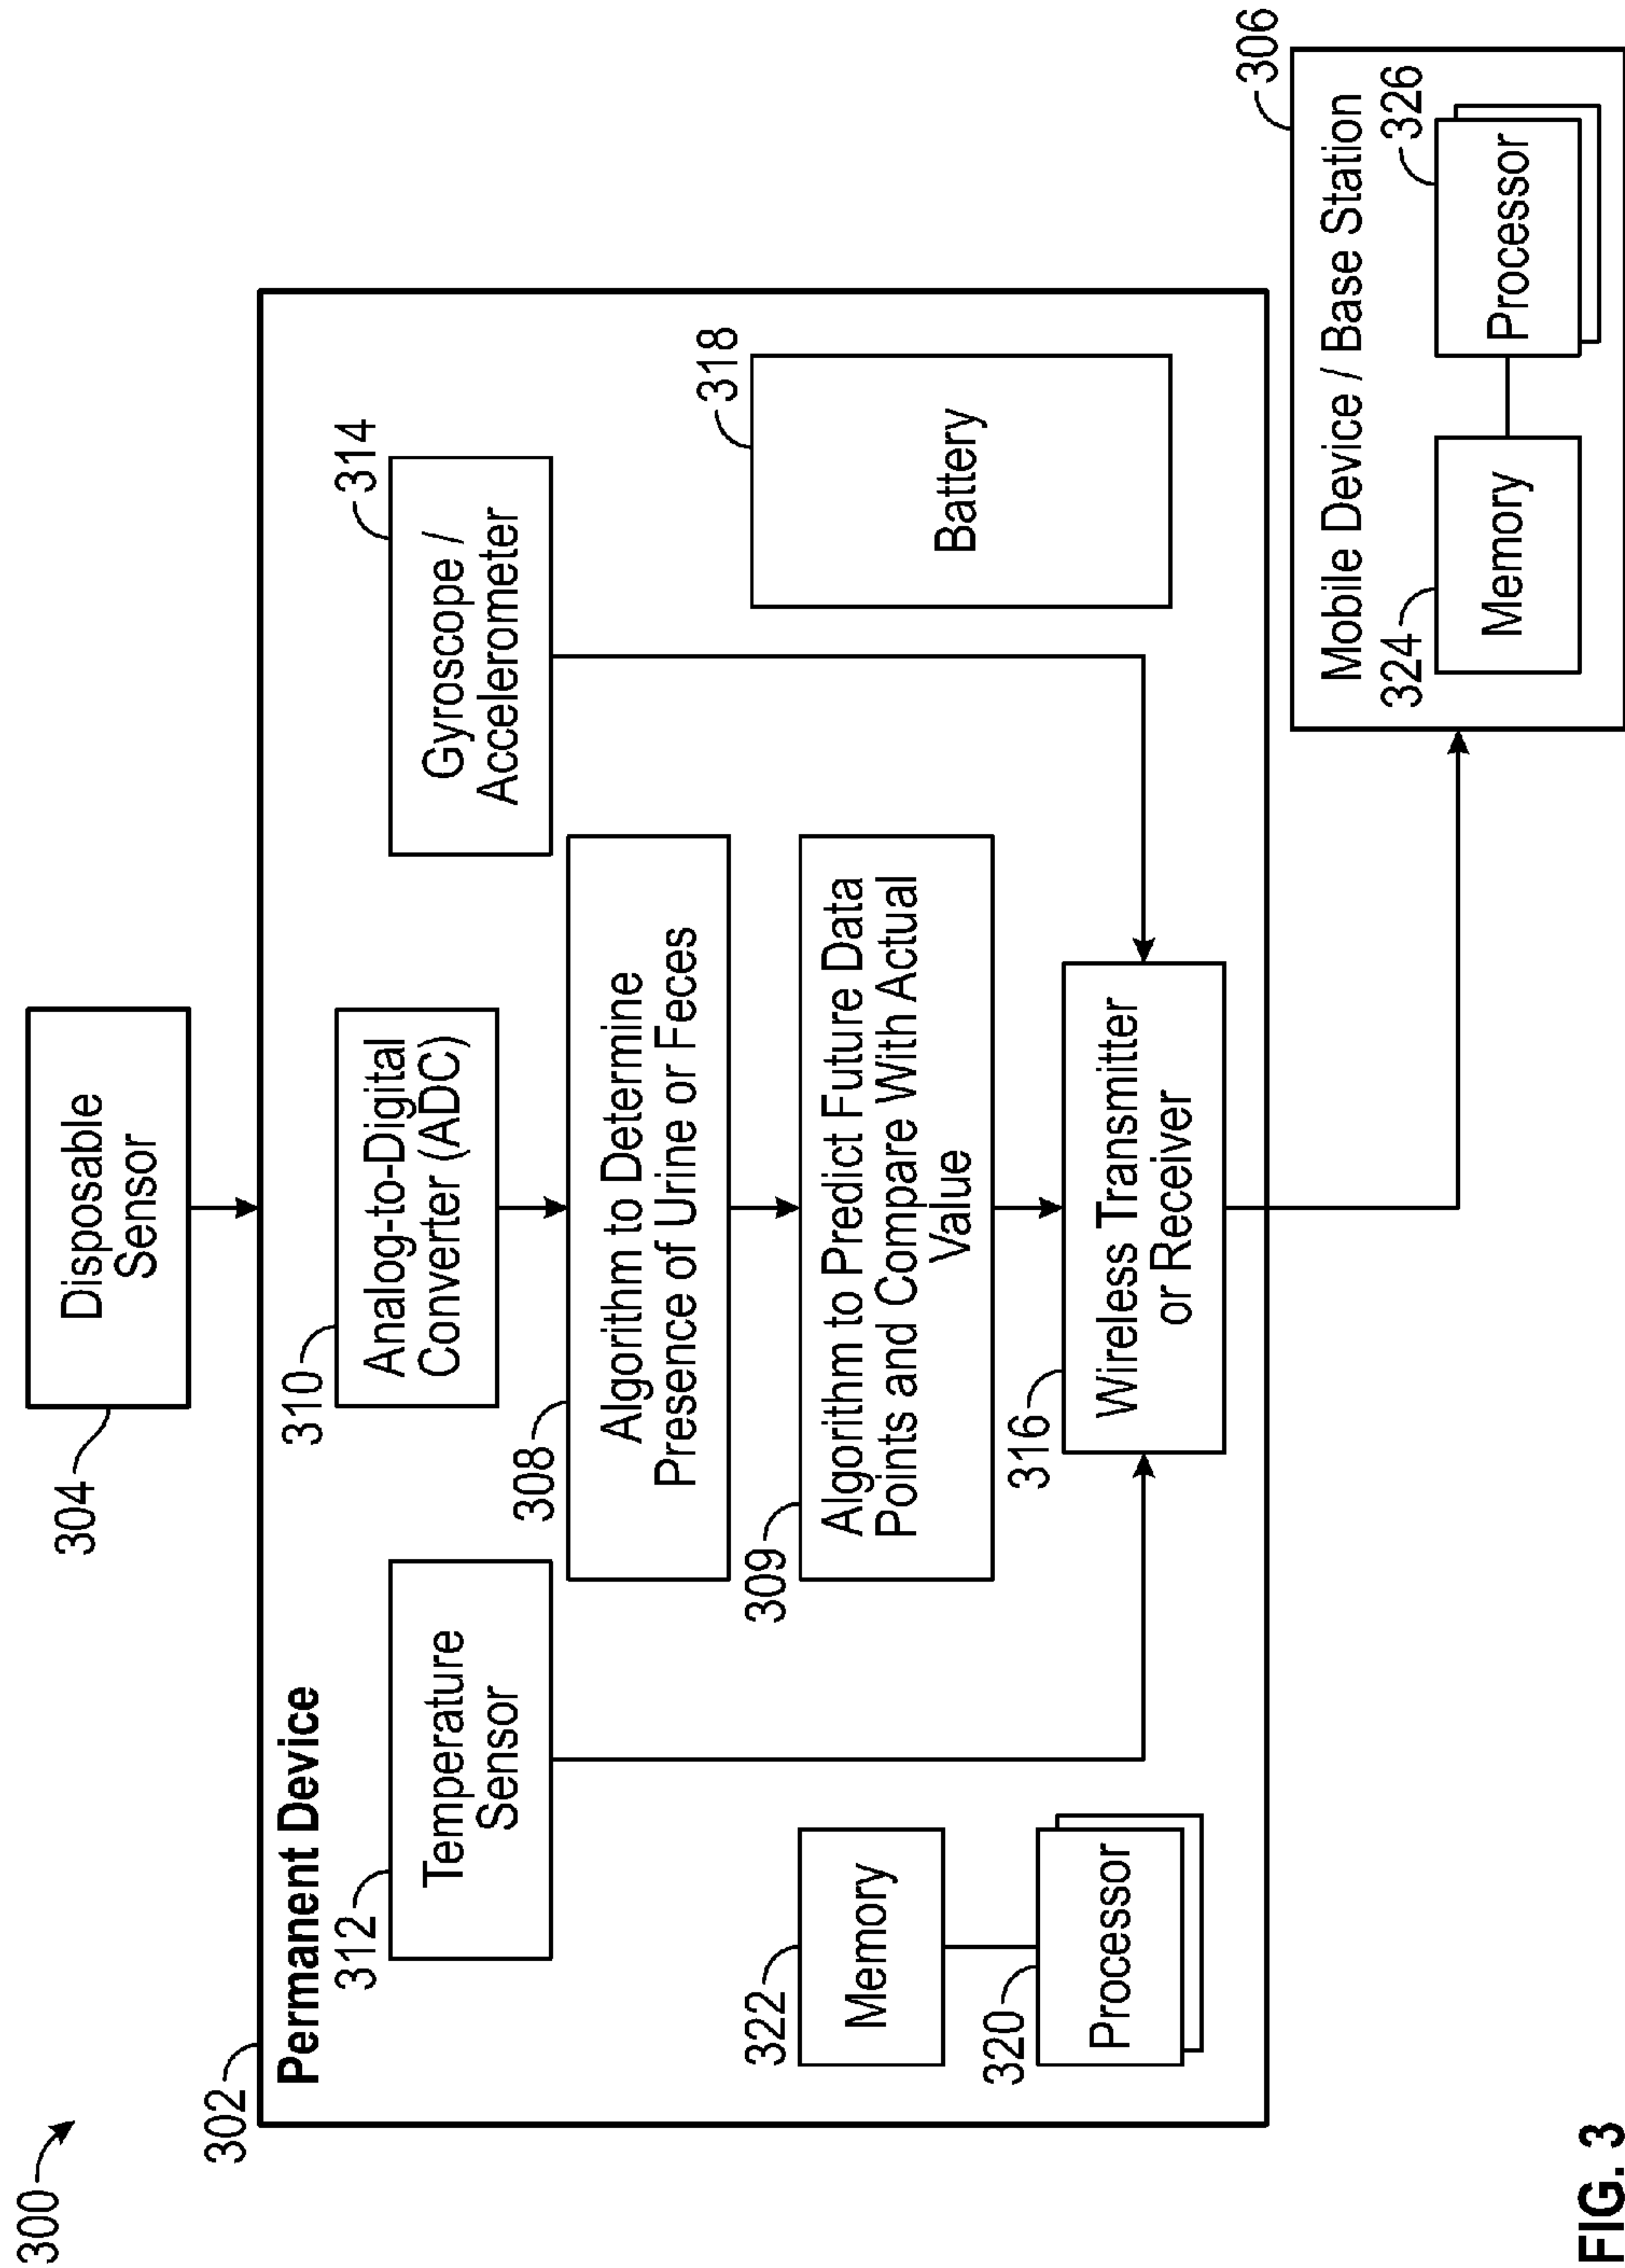 300
304
Disposable
Sensor
302
Permanent Device
312
Temperature
Sensor
310
Analog-to-Digital
Converter (ADC)
314
Gyroscope /
Accelerometer
308
Algorithm to Determine
Presence of Urine or Feces
309
Algorithm to Predict Future Data
Points and Compare With Actual
Value
322
Memory
320
Processor
316
Wireless Transmitter
or Receiver
318
Battery
306
Mobile Device / Base Station
324
Memory
326
Processor
FIG. 3